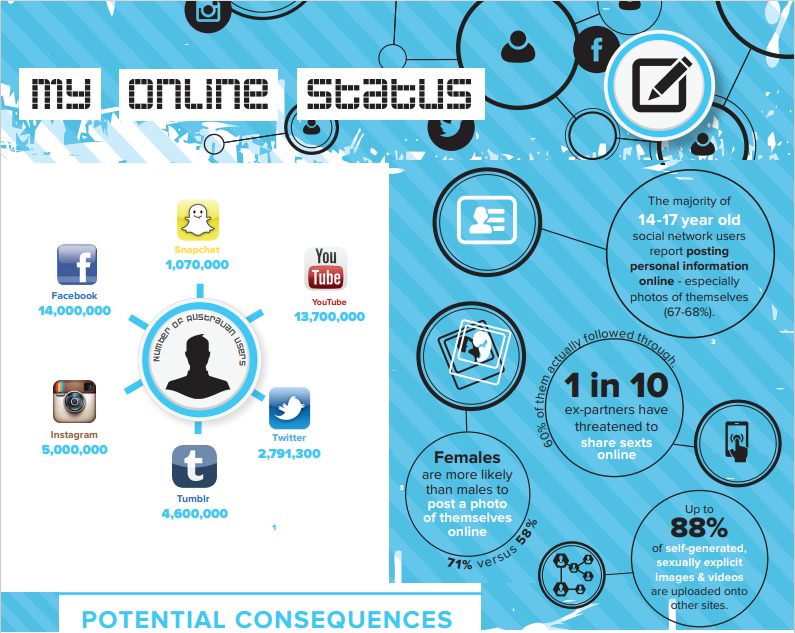 my online status
Snapchat
1,070,000
Facebook
14,000,000
You
Tube
YouTube
13,700,000
Number of Australian users
Instagram
5,000,000
Twitter
2,791,300
t
Tumblr
4,600,000
1
The majority of
14-17 year old
social network users
report posting
personal information
online - especially
photos of themselves
(67-68%).
2
1 in 10
ex-partners have
threatened to
share sexts
online
60% of them actually followed through.
Females
are more likely
than males to
post a photo
of themselves
online
71% versus 58%
3
Up to
88%
of self-generated,
sexually explicit
images & videos
are uploaded onto
other sites.
POTENTIAL CONSEQUENCES